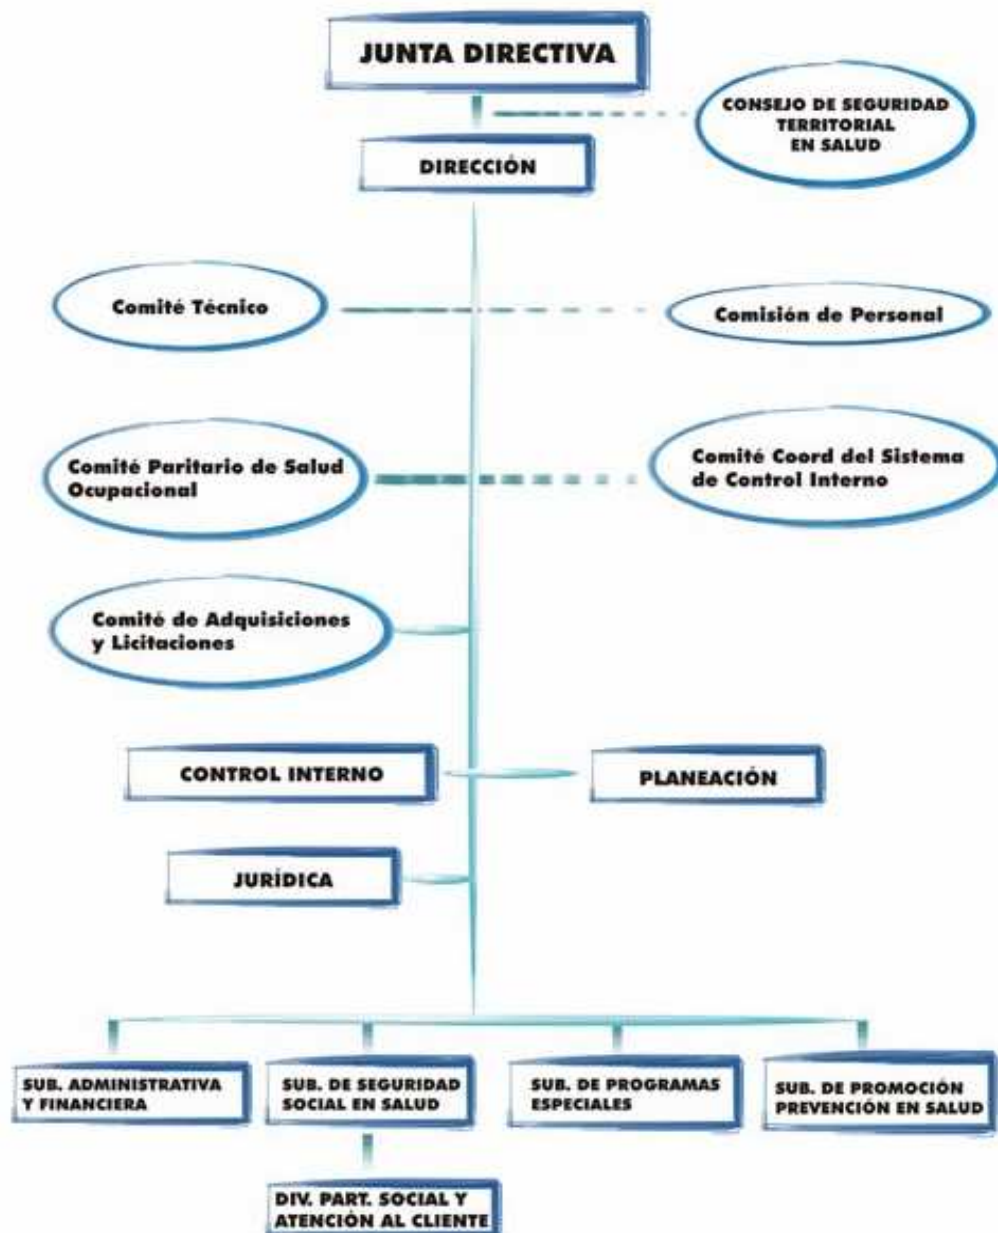 JUNTA DIRECTIVA
CONSEJO DE SEGURIDAD
TERRITORIAL
EN SALUD
DIRECCIÓN
Comité Técnico
Comisión de Personal
Comité Paritario de Salud
Ocupacional
Comité Coord del Sistema
de Control Interno
Comité de Adquisiciones
y Licitaciones
CONTROL INTERNO
PLANEACIÓN
JURÍDICA
SUB. ADMINISTRATIVA
Y FINANCIERA
SUB. DE SEGURIDAD
SOCIAL EN SALUD
SUB. DE PROGRAMAS
ESPECIALES
SUB. DE PROMOCIÓN
PREVENCIÓN EN SALUD
DIV. PART. SOCIAL Y
ATENCIÓN AL CLIENTE